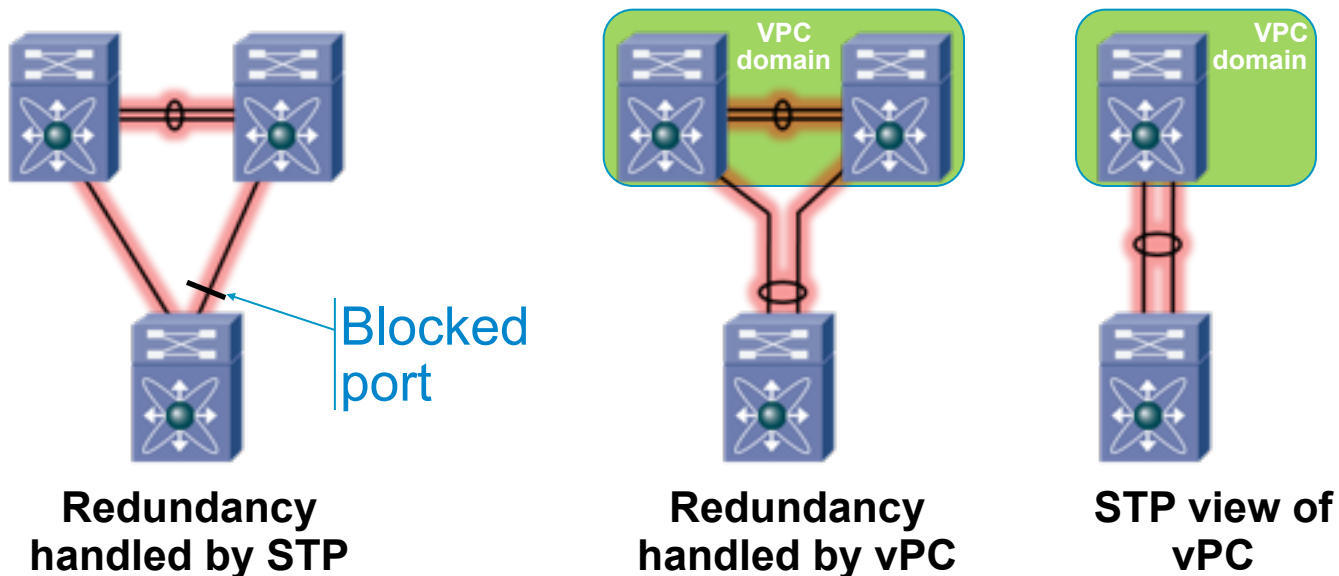 VPC
domain
VPC
domain
Blocked
port
Redundancy
handled by STP
Redundancy
handled by vPC
STP view of
vPC